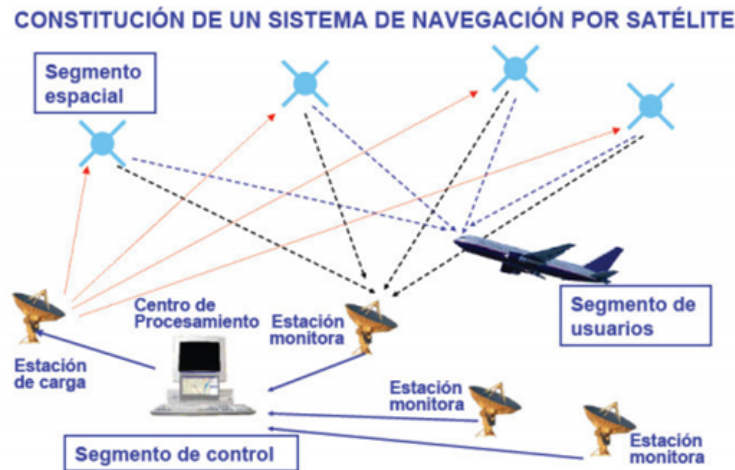 CONSTITUCIÓN DE UN SISTEMA DE NAVEGACIÓN POR SATÉLITE
Segmento
espacial
Centro de
Procesamiento
Estación
monitora
Segmento de
usuarios
Estación
de carga
Estación
monitora
Estación
monitora
Segmento de control